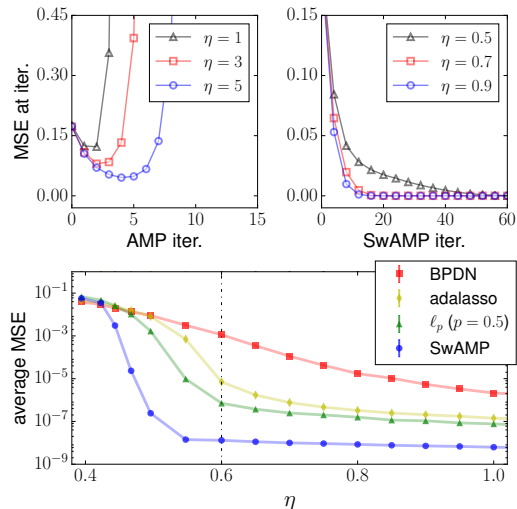 MSE at iter.
0.45
0.30
0.15
0.00
0 5 10 15
AMP iter.
η = 1
η = 3
η = 5
0.15
0.10
0.05
0.00
0 20 40 60
SwAMP iter.
η = 0.5
η = 0.7
η = 0.9
average MSE
10⁻¹
10⁻³
10⁻⁵
10⁻⁷
10⁻⁹
0.4 0.6 0.8 1.0
η
BPDN
adalasso
ℓₚ (p = 0.5)
SwAMP